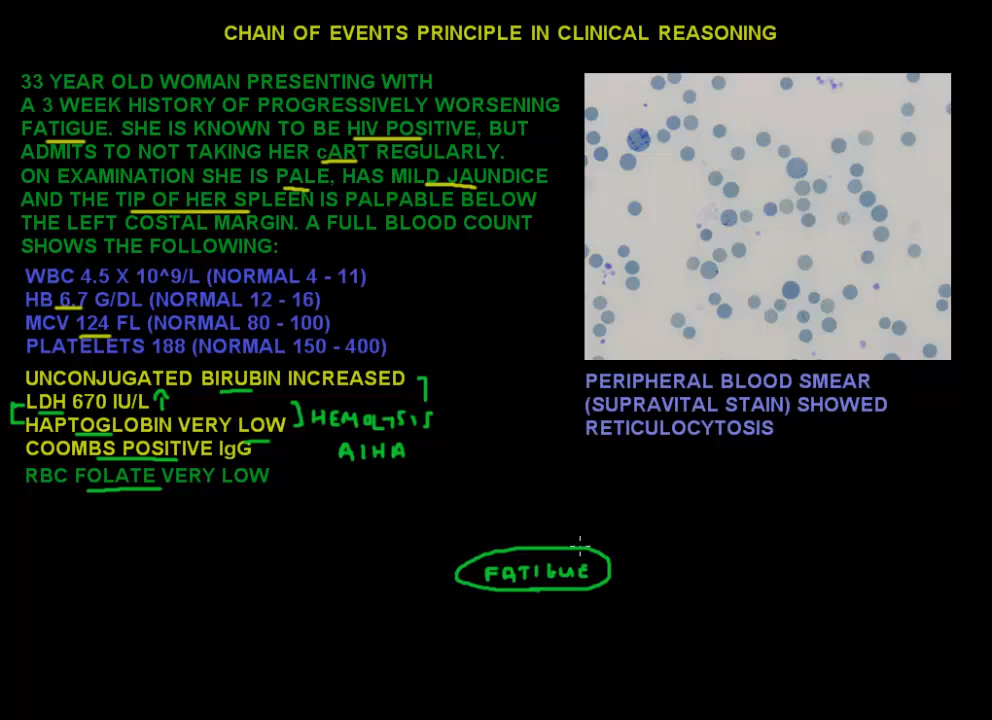 CHAIN OF EVENTS PRINCIPLE IN CLINICAL REASONING
33 YEAR OLD WOMAN PRESENTING WITH
A 3 WEEK HISTORY OF PROGRESSIVELY WORSENING
FATIGUE. SHE IS KNOWN TO BE HIV POSITIVE, BUT
ADMITS TO NOT TAKING HER cART REGULARLY.
ON EXAMINATION SHE IS PALE, HAS MILD JAUNDICE
AND THE TIP OF HER SPLEEN IS PALPABLE BELOW
THE LEFT COSTAL MARGIN. A FULL BLOOD COUNT
SHOWS THE FOLLOWING:
WBC 4.5 X 10^9/L (NORMAL 4 - 11)
HB 6.7 G/DL (NORMAL 12 - 16)
MCV 124 FL (NORMAL 80 - 100)
PLATELETS 188 (NORMAL 150 - 400)
UNCONJUGATED BIRUBIN INCREASED
LDH 670 IU/L ↑
HAPTOGLOBIN VERY LOW
HEMOLYSIS
COOMBS POSITIVE IgG
AIHA
RBC FOLATE VERY LOW
PERIPHERAL BLOOD SMEAR
(SUPRAVITAL STAIN) SHOWED
RETICULOCYTOSIS
FATIGUE